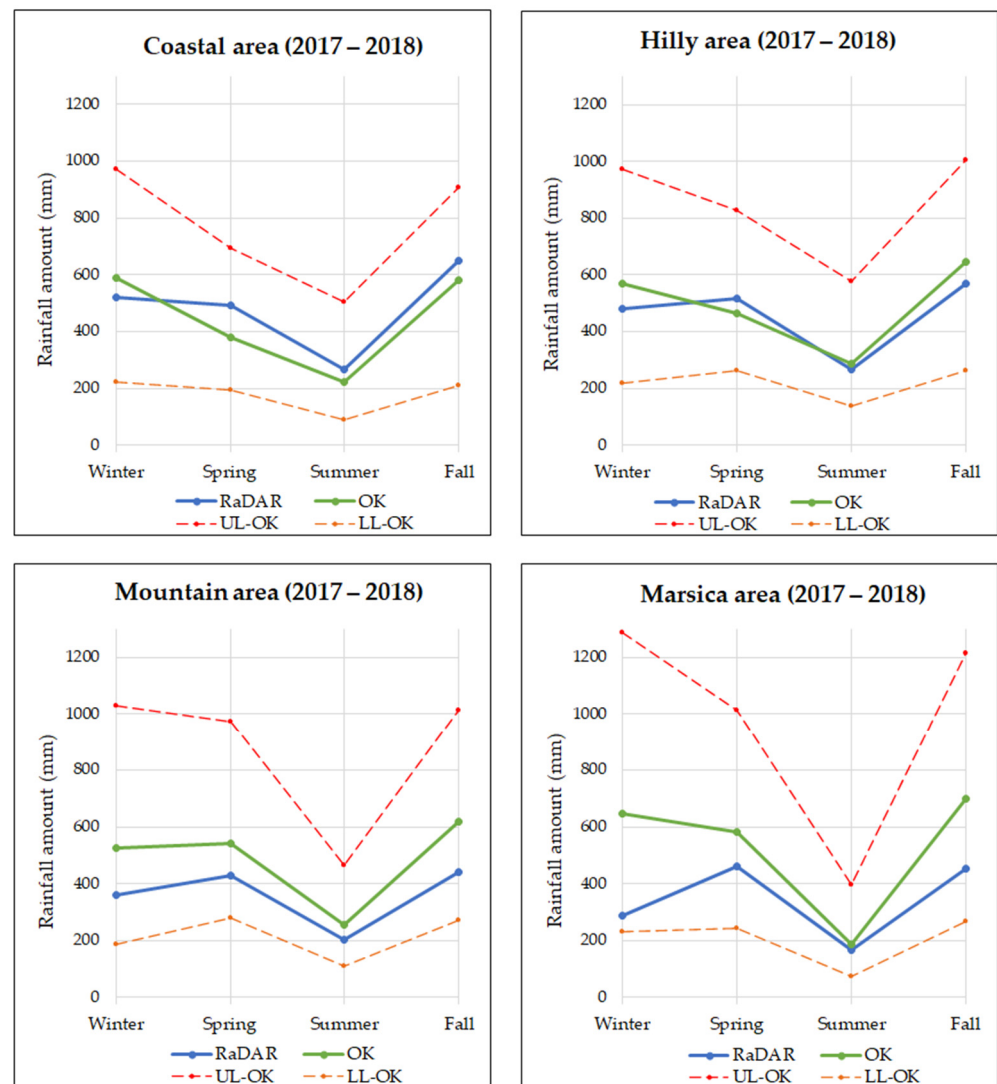 Coastal area (2017 – 2018)
Rainfall amount (mm)
1200
1000
800
600
400
200
0
Winter Spring Summer Fall
RaDAR OK
UL-OK LL-OK
Hilly area (2017 – 2018)
Rainfall amount (mm)
1200
1000
800
600
400
200
0
Winter Spring Summer Fall
RaDAR OK
UL-OK LL-OK
Mountain area (2017 – 2018)
Rainfall amount (mm)
1200
1000
800
600
400
200
0
Winter Spring Summer Fall
RaDAR OK
UL-OK LL-OK
Marsica area (2017 – 2018)
Rainfall amount (mm)
1200
1000
800
600
400
200
0
Winter Spring Summer Fall
RaDAR OK
UL-OK LL-OK